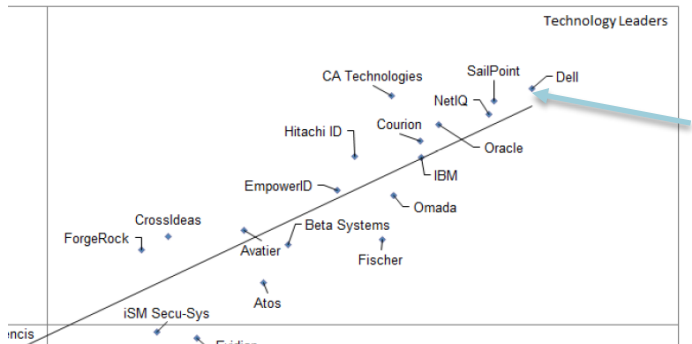 Technology Leaders
SailPoint
Dell
CA Technologies
NetIQ
Courion
Hitachi ID
Oracle
IBM
EmpowerID
Omada
CrossIdeas
Beta Systems
ForgeRock
Avatier
Fischer
Atos
iSM Secu-Sys
encis